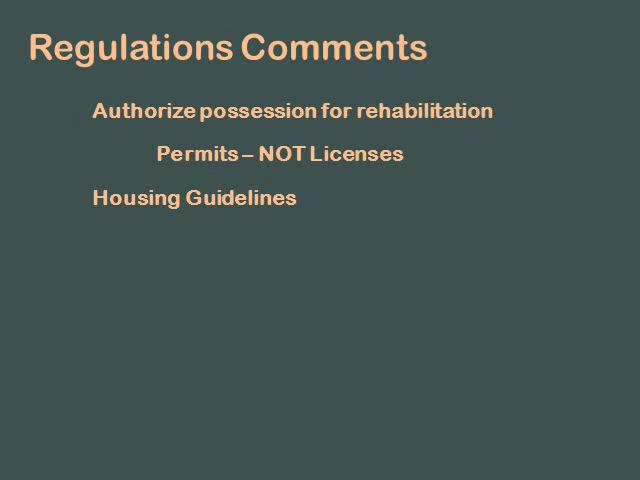 Regulations Comments
Authorize possession for rehabilitation
Permits – NOT Licenses
Housing Guidelines